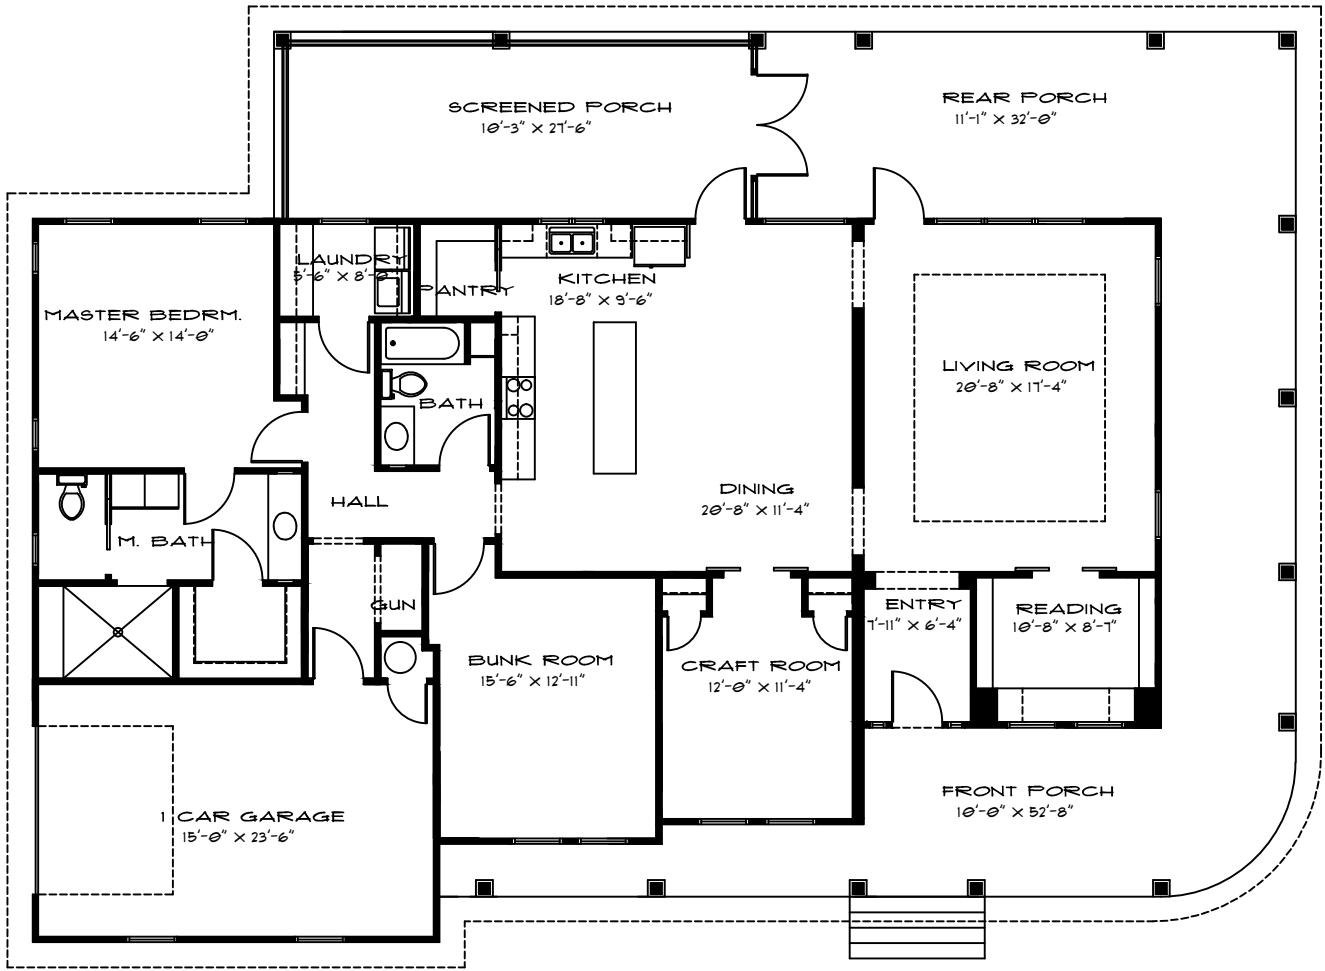 SCREENED PORCH
10'-3" X 27'-6"
REAR PORCH
11'-1" X 32'-0"
LAUNDRY
5'-6" X 8'-0
PANTRY
KITCHEN
18'-8" X 9'-6"
MASTER BEDRM.
14'-6" X 14'-0"
LIVING ROOM
20'-8" X 17'-4"
BATH
HALL
DINING
20'-8" X 11'-4"
M. BATH
GUN
ENTRY
7'-11" X 6'-4"
READING
10'-8" X 8'-7"
BUNK ROOM
15'-6" X 12'-11"
CRAFT ROOM
12'-0" X 11'-4"
FRONT PORCH
10'-0" X 52'-8"
1 CAR GARAGE
15'-0" X 23'-6"